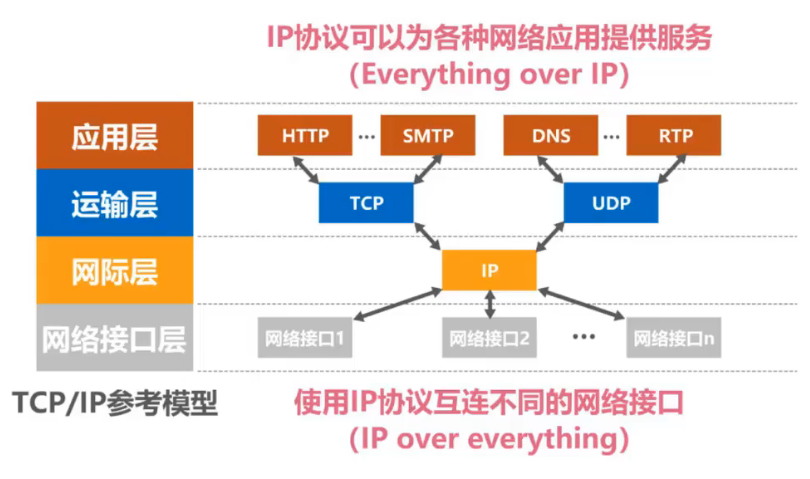 IP协议可以为各种网络应用提供服务
（Everything over IP）
应用层
HTTP ... SMTP DNS ... RTP
运输层
TCP UDP
网际层
IP
网络接口层
网络接口1 网络接口2 ... 网络接口n
TCP/IP参考模型
使用IP协议互连不同的网络接口
（IP over everything）